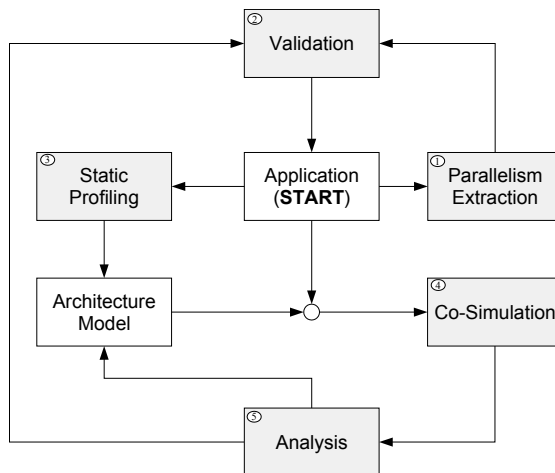 ②
Validation
③
Static
Profiling
Application
(START)
①
Parallelism
Extraction
Architecture
Model
④
Co-Simulation
⑤
Analysis